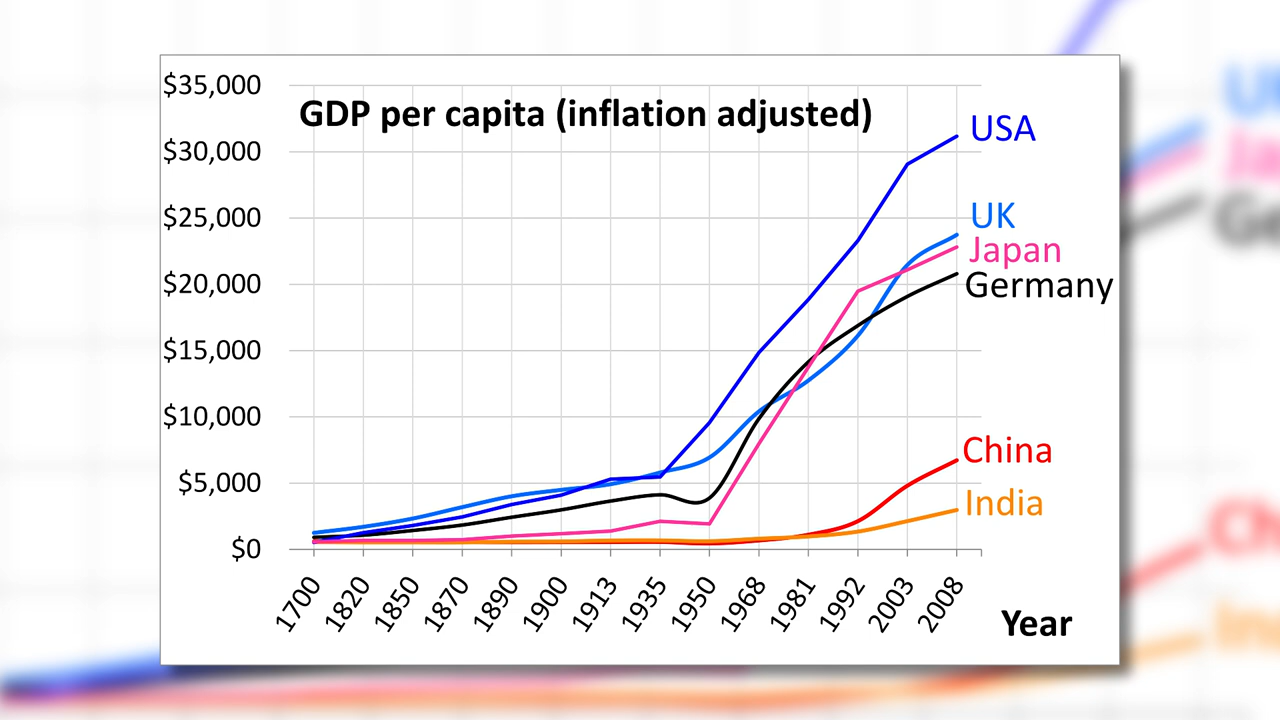 GDP per capita (inflation adjusted)
$35,000
$30,000
$25,000
$20,000
$15,000
$10,000
$5,000
$0
USA
UK
Japan
Germany
China
India
1700
1820
1850
1870
1890
1900
1913
1935
1950
1968
1981
1992
2003
2008
Year